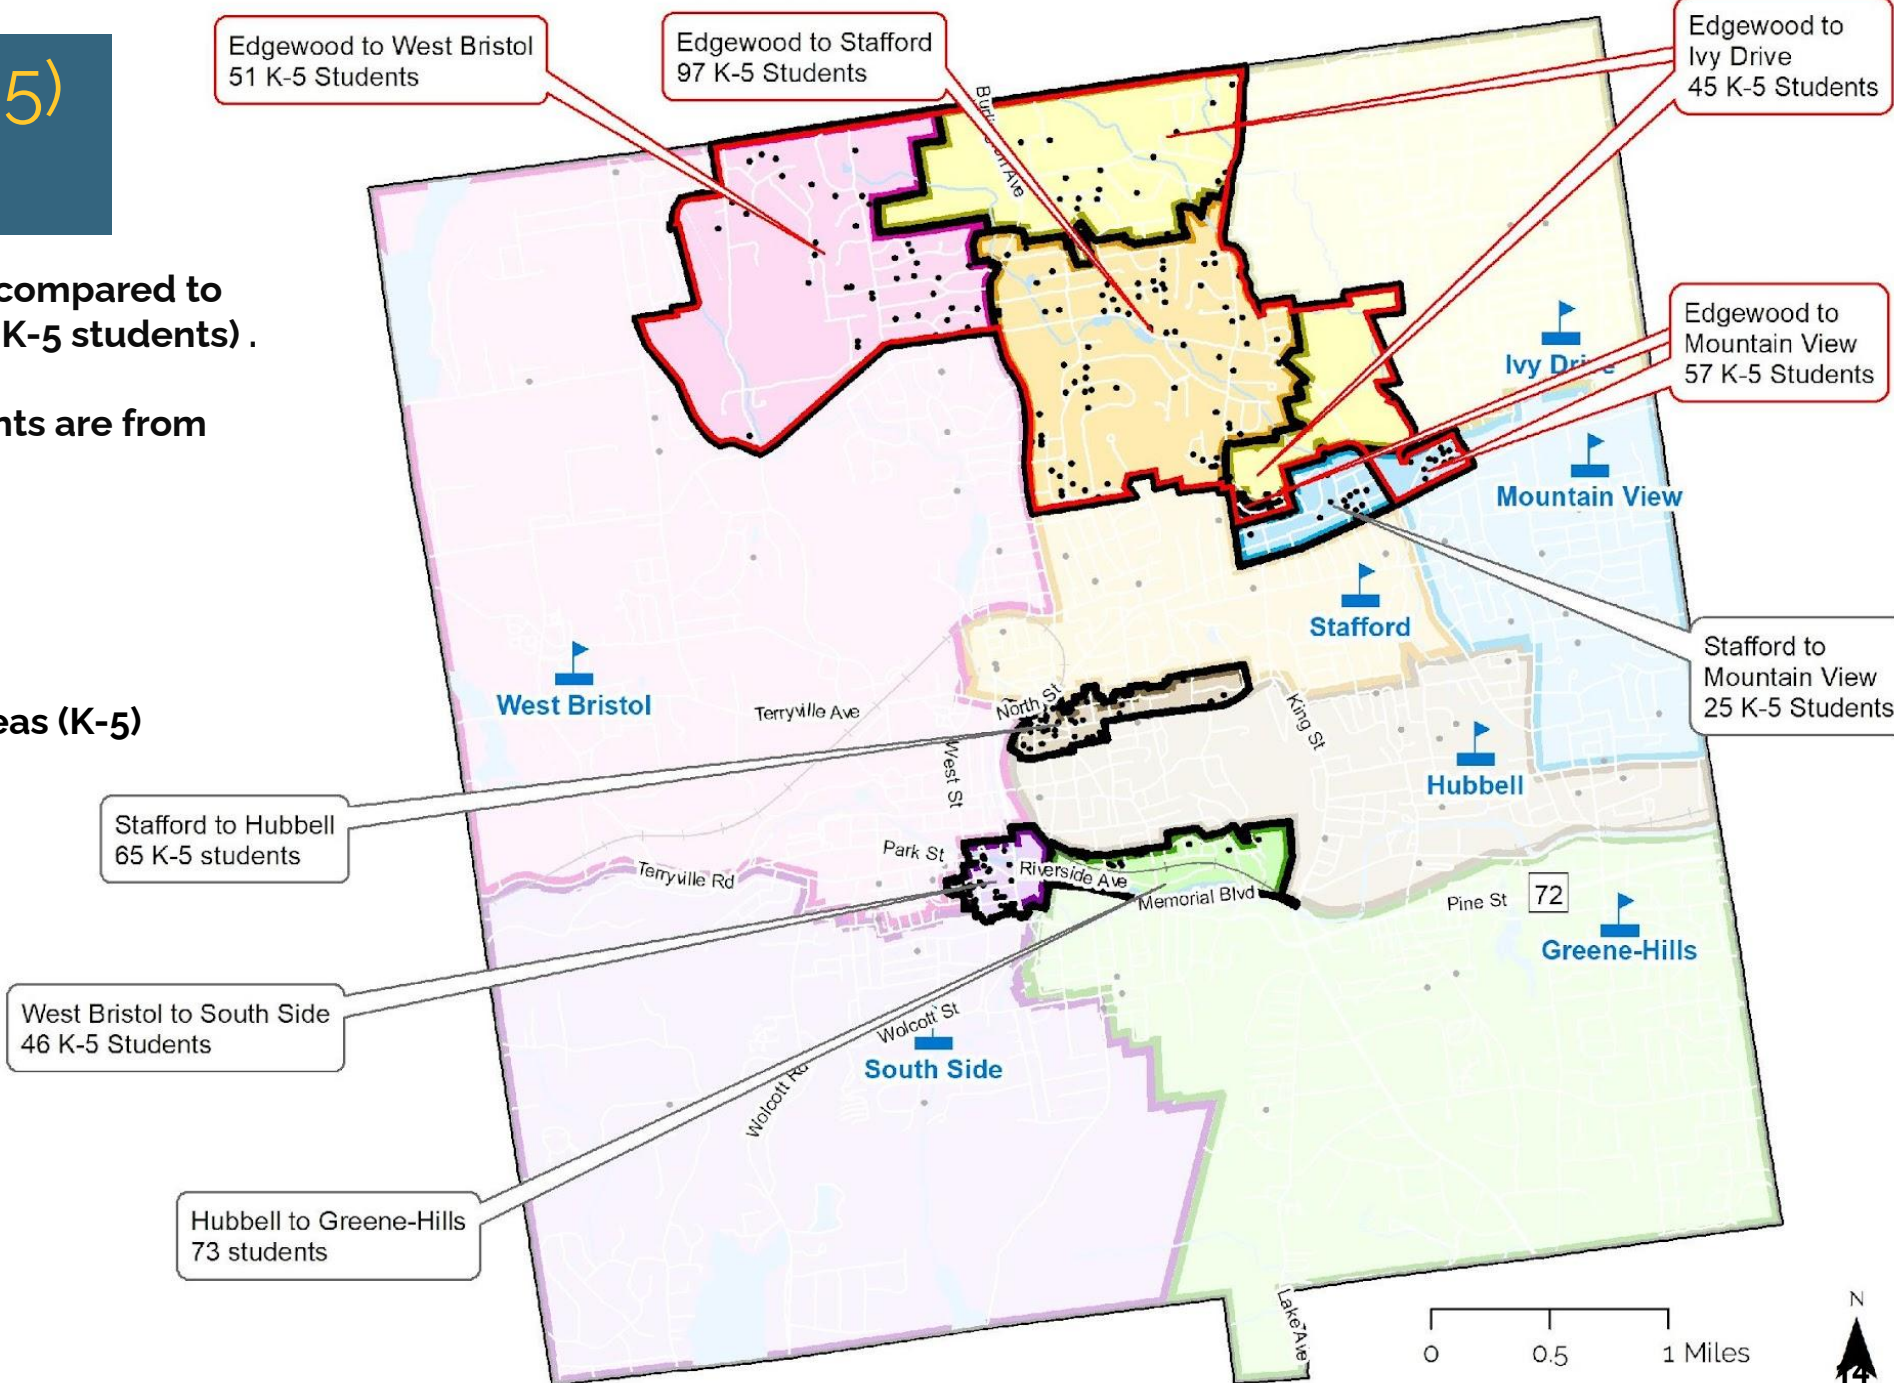 5)
compared to
K-5 students) .
nts are from
eas (K-5)
Edgewood to West Bristol
51 K-5 Students
Edgewood to Stafford
97 K-5 Students
Edgewood to
Ivy Drive
45 K-5 Students
Edgewood to
Mountain View
57 K-5 Students
Stafford to
Mountain View
25 K-5 Students
Stafford to Hubbell
65 K-5 students
West Bristol to South Side
46 K-5 Students
Hubbell to Greene-Hills
73 students
Ivy Drive
Mountain View
Stafford
West Bristol
Hubbell
Greene-Hills
South Side
Terryville Ave
North St
King St
West St
Park St
Terryville Rd
Riverside Ave
Memorial Blvd
Pine St
72
Wolcott St
Wolcott Rd
Lake Ave
N
0 0.5 1 Miles
14